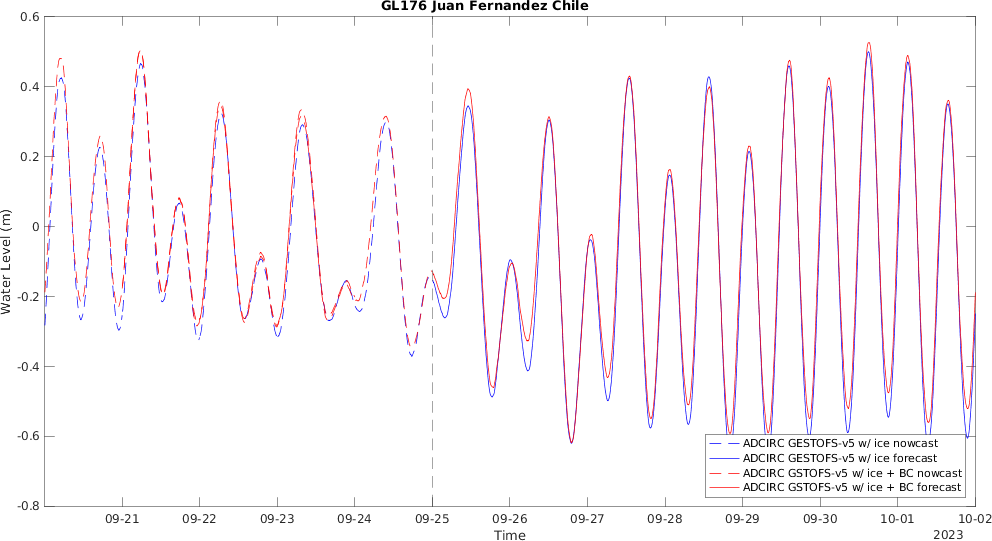 GL176 Juan Fernandez Chile
0.6
0.4
0.2
0
-0.2
-0.4
-0.6
-0.8
Water Level (m)
ADCIRC GESTOFS-v5 w/ ice nowcast
ADCIRC GESTOFS-v5 w/ ice forecast
ADCIRC GSTOFS-v5 w/ ice + BC nowcast
ADCIRC GSTOFS-v5 w/ ice + BC forecast
09-21 09-22 09-23 09-24 09-25 09-26 09-27 09-28 09-29 09-30 10-01 10-02
Time
2023